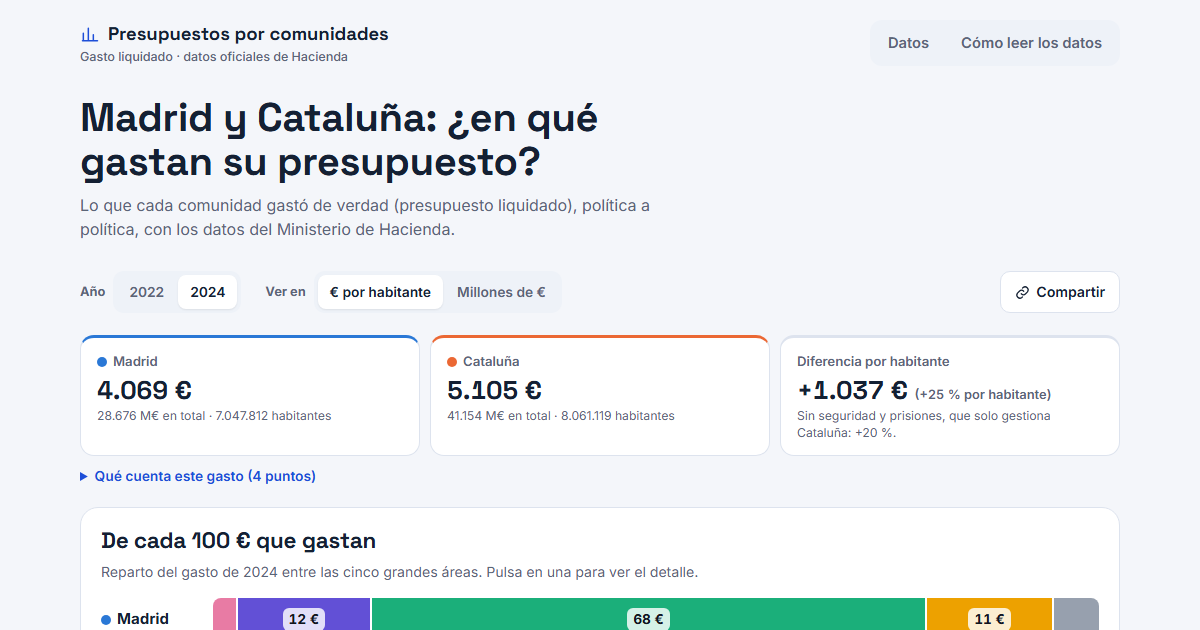 Presupuestos por comunidades
Gasto liquidado · datos oficiales de Hacienda
Datos
Cómo leer los datos
Madrid y Cataluña: ¿en qué
gastan su presupuesto?
Lo que cada comunidad gastó de verdad (presupuesto liquidado), política a
política, con los datos del Ministerio de Hacienda.
Año
2022
2024
Ver en
€ por habitante
Millones de €
Compartir
Madrid
4.069 €
28.676 M€ en total · 7.047.812 habitantes
Cataluña
5.105 €
41.154 M€ en total · 8.061.119 habitantes
Diferencia por habitante
+1.037 € (+25 % por habitante)
Sin seguridad y prisiones, que solo gestiona
Cataluña: +20 %.
Qué cuenta este gasto (4 puntos)
De cada 100 € que gastan
Reparto del gasto de 2024 entre las cinco grandes áreas. Pulsa en una para ver el detalle.
Madrid
12 €
68 €
11 €